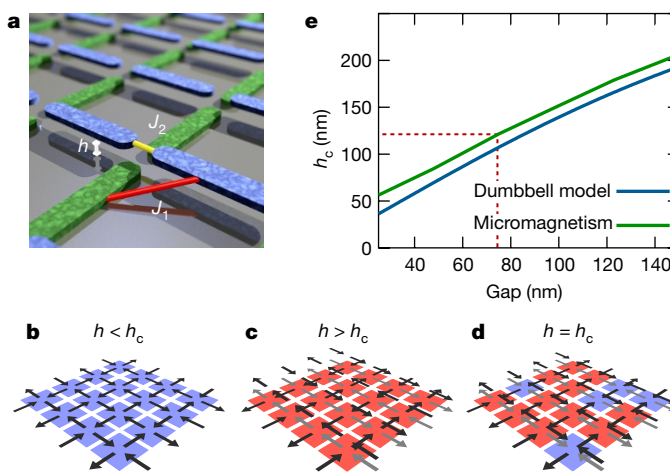 a
J2
h
J1
e
200
150
100
50
0
hc (nm)
Dumbbell model
Micromagnetism
40
60
80
100
120
140
Gap (nm)
b
h < hc
c
h > hc
d
h = hc